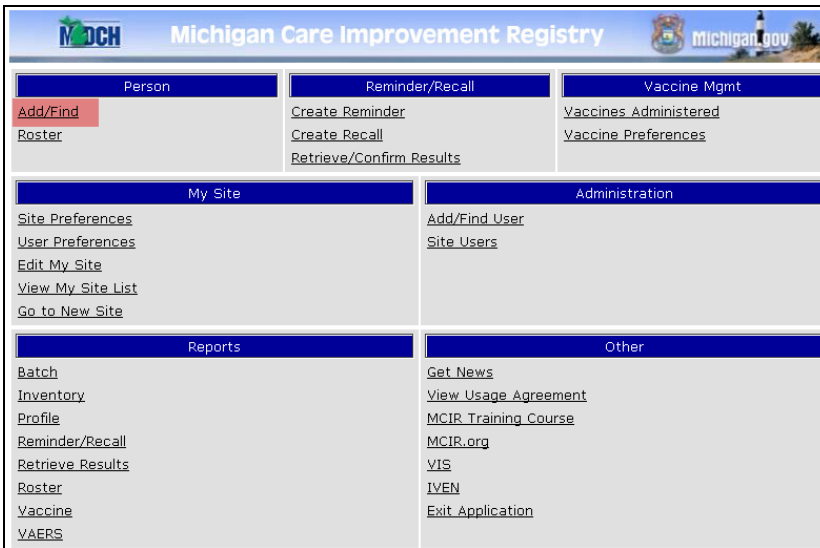 MDCH Michigan Care Improvement Registry Michigan.gov
Person
Add/Find
Roster
Reminder/Recall
Create Reminder
Create Recall
Retrieve/Confirm Results
Vaccine Mgmt
Vaccines Administered
Vaccine Preferences
My Site
Site Preferences
User Preferences
Edit My Site
View My Site List
Go to New Site
Administration
Add/Find User
Site Users
Reports
Batch
Inventory
Profile
Reminder/Recall
Retrieve Results
Roster
Vaccine
VAERS
Other
Get News
View Usage Agreement
MCIR Training Course
MCIR.org
VIS
IVEN
Exit Application